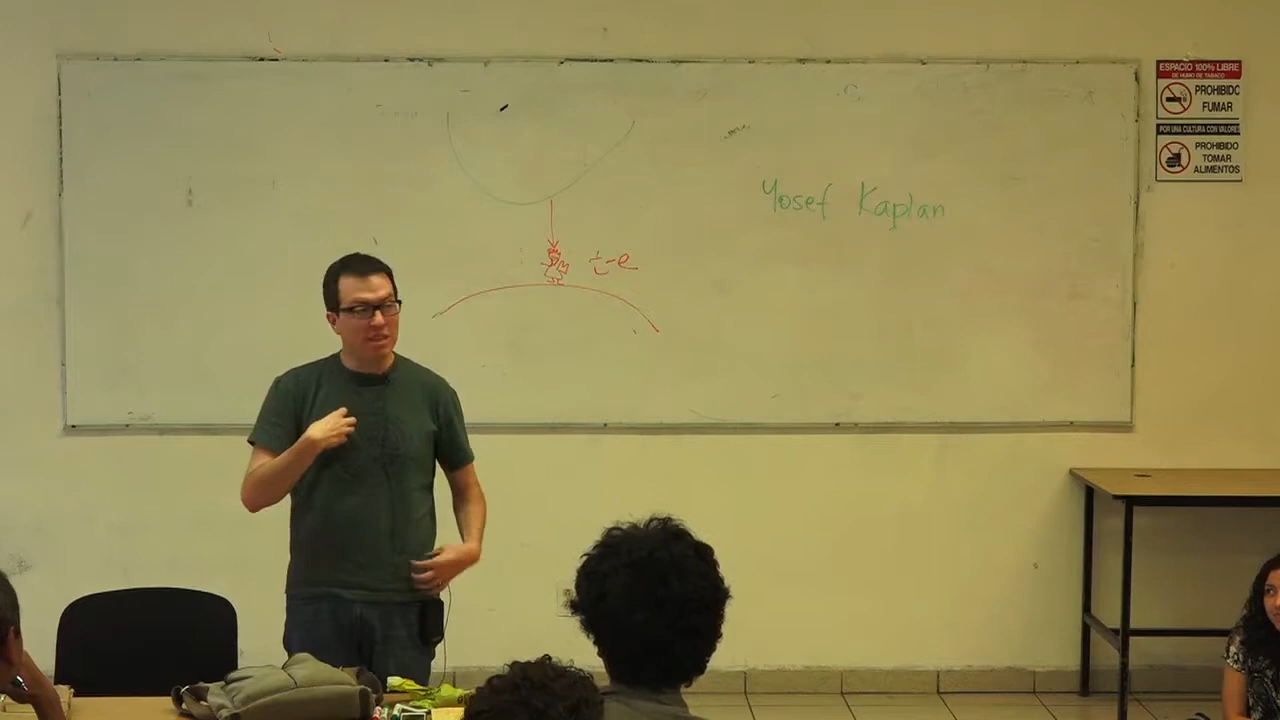 Yosef Kaplan
ESPACIO 100% LIBRE
DE HUMO DE TABACO
PROHIBIDO
FUMAR
POR UNA CULTURA CON VALORES
PROHIBIDO
TOMAR
ALIMENTOS